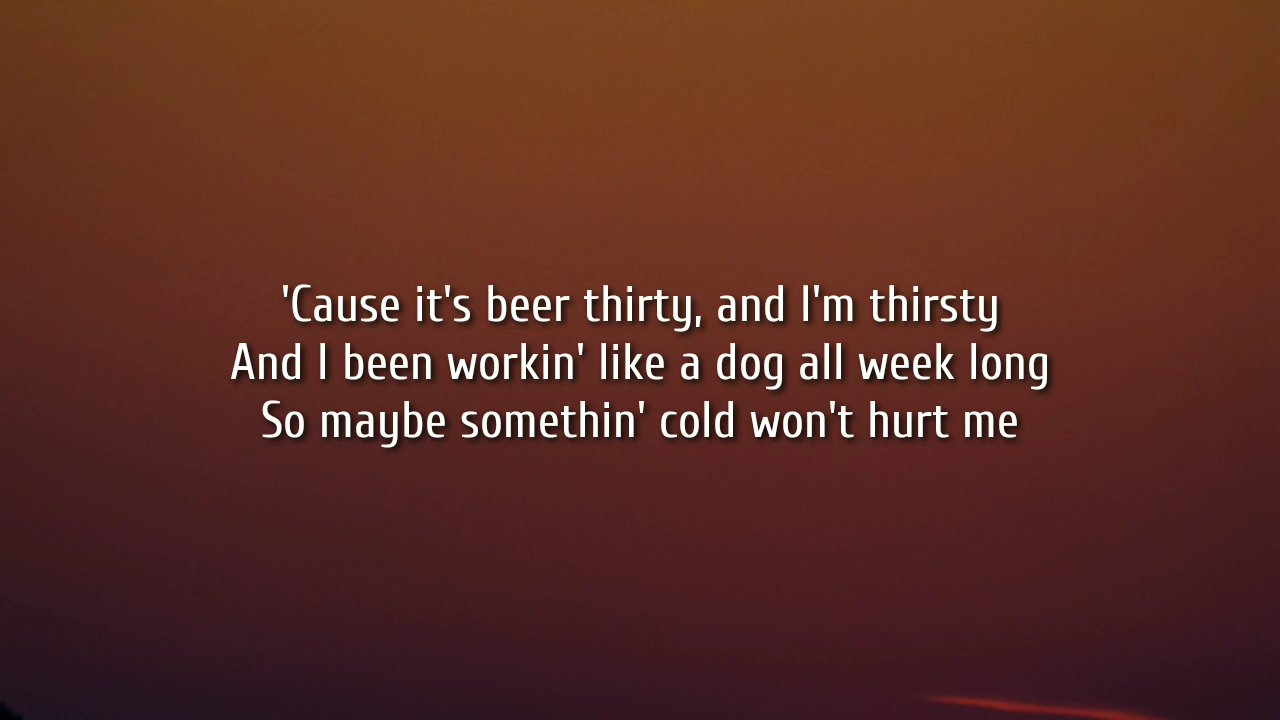 'Cause it's beer thirty, and I'm thirsty
And I been workin' like a dog all week long
So maybe somethin' cold won't hurt me